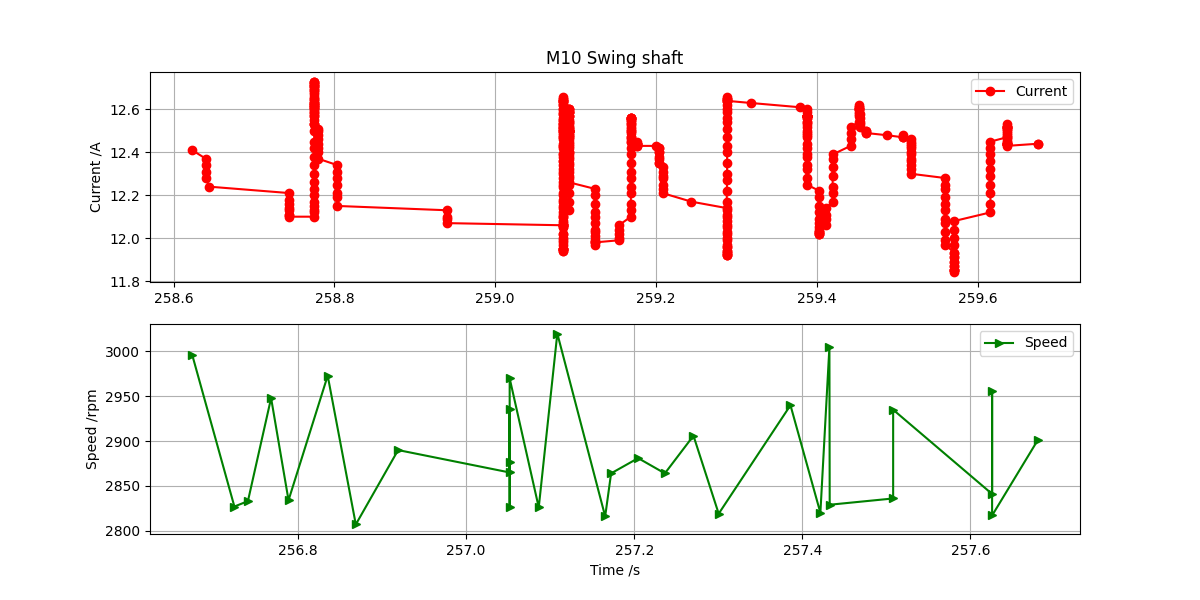 M10 Swing shaft
Current /A
12.6
12.4
12.2
12.0
11.8
Current
258.6 258.8 259.0 259.2 259.4 259.6
Speed /rpm
3000
2950
2900
2850
2800
Speed
256.8 257.0 257.2 257.4 257.6
Time /s